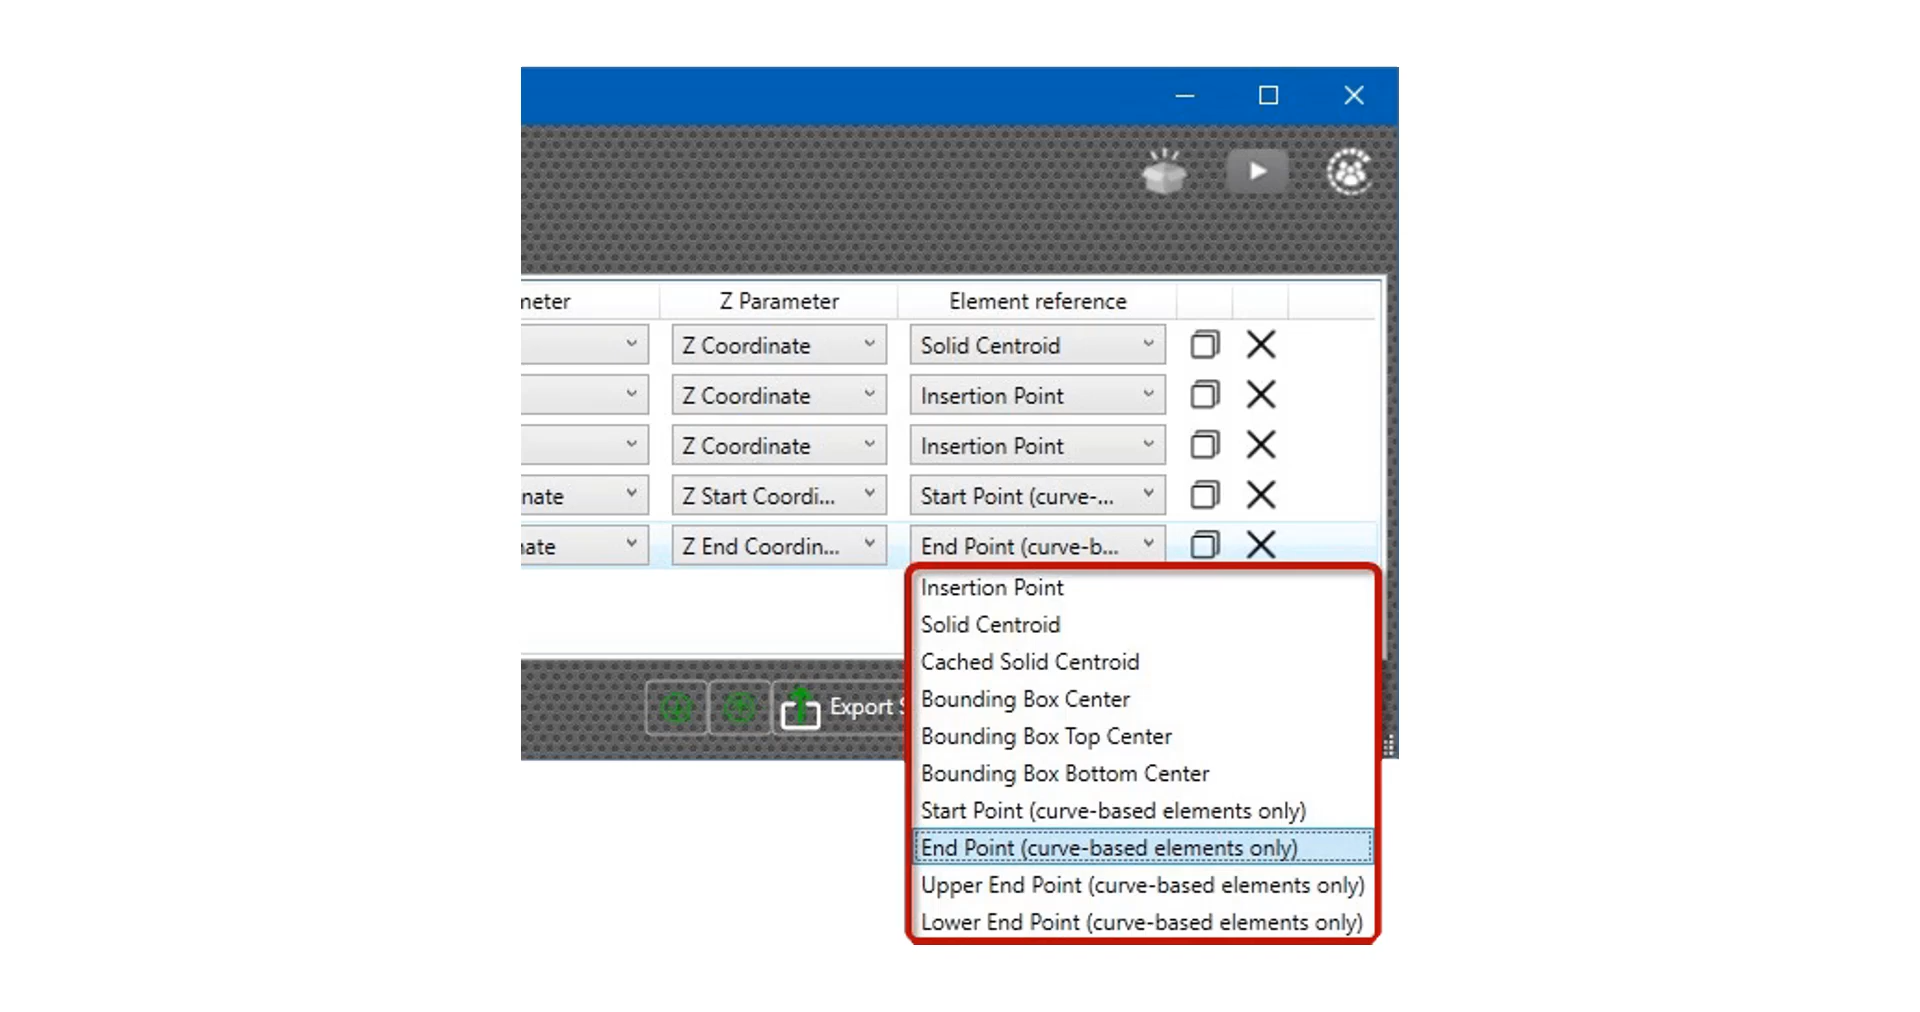 meter Z Parameter Element reference
Z Coordinate Solid Centroid
Z Coordinate Insertion Point
Z Coordinate Insertion Point
nate Z Start Coordi... Start Point (curve-...
ate Z End Coordin... End Point (curve-b...
Insertion Point
Solid Centroid
Cached Solid Centroid
Bounding Box Center
Export
Bounding Box Top Center
Bounding Box Bottom Center
Start Point (curve-based elements only)
End Point (curve-based elements only)
Upper End Point (curve-based elements only)
Lower End Point (curve-based elements only)